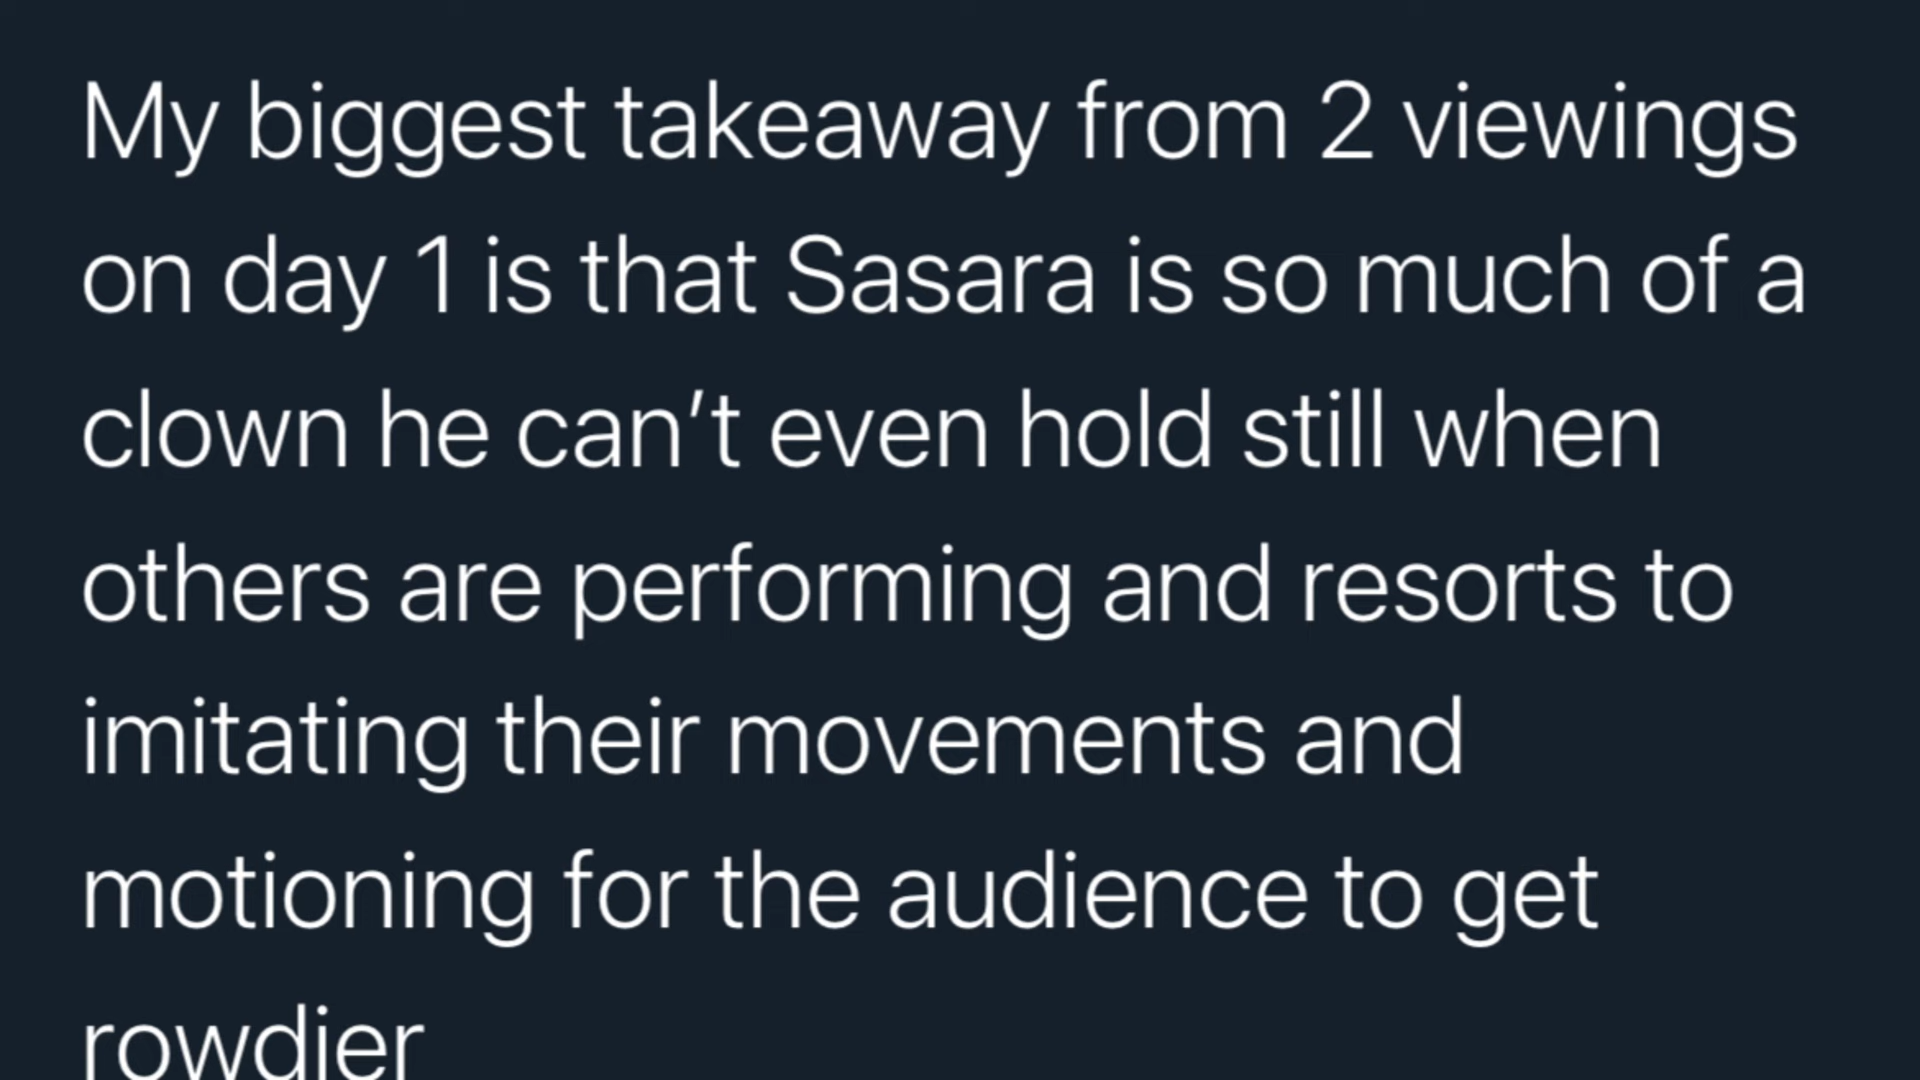 My biggest takeaway from 2 viewings
on day 1 is that Sasara is so much of a
clown he can’t even hold still when
others are performing and resorts to
imitating their movements and
motioning for the audience to get
rowdier